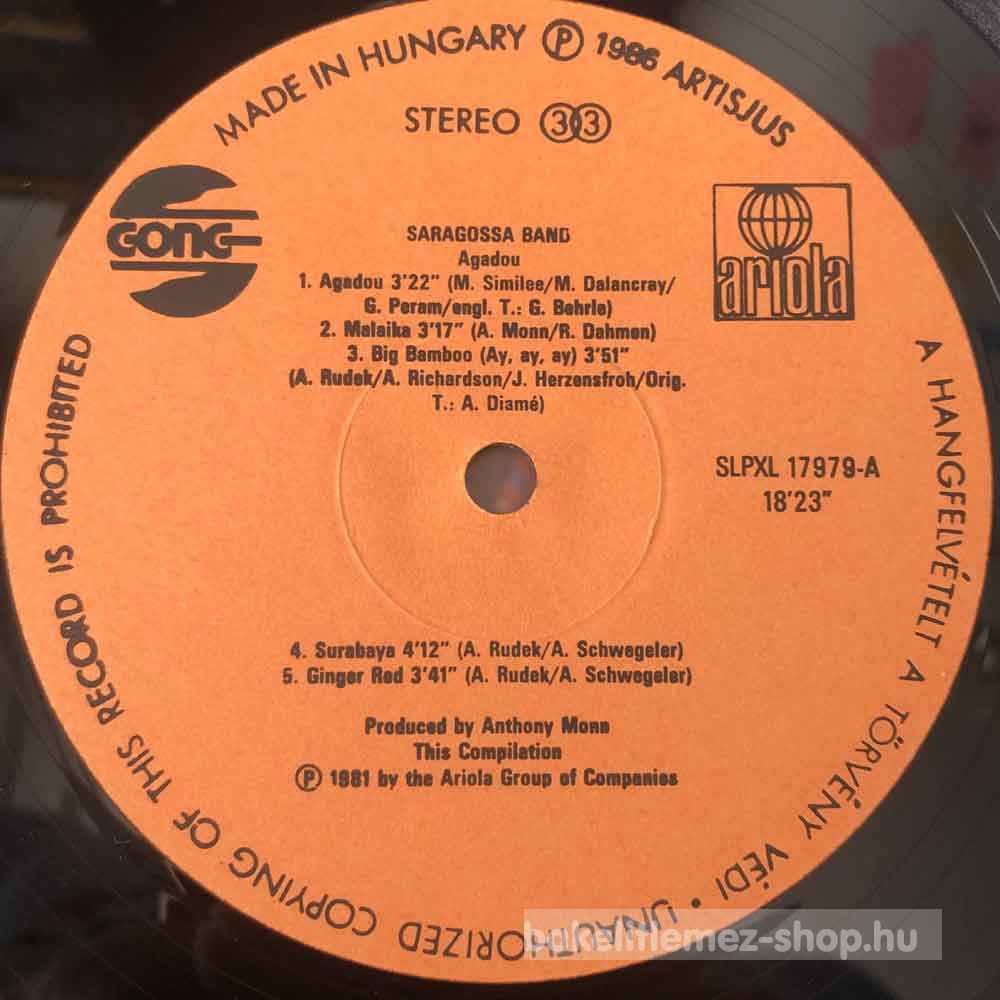 MADE IN HUNGARY Ⓟ 1986 ARTISJUS
STEREO 33
GONG
ariola
SARAGOSSA BAND
Agadou
1. Agadou 3'22" (M. Similee/M. Dalancray/
G. Peram/engl. T.: G. Behrle)
2. Malaika 3'17" (A. Monn/R. Dahmen)
3. Big Bamboo (Ay, ay, ay) 3'51"
(A. Rudek/A. Richardson/J. Herzensfroh/Orig.
T.: A. Diamé)
SLPXL 17979-A
18'23"
4. Surabaya 4'12" (A. Rudek/A. Schwegeler)
5. Ginger Red 3'41" (A. Rudek/A. Schwegeler)
Produced by Anthony Monn
This Compilation
Ⓟ 1981 by the Ariola Group of Companies
A HANGFELVÉTELT A TÖRVÉNY VÉDI • UNAUTHORIZED COPYING OF THIS RECORD IS PROHIBITED
bakelitlemez-shop.hu